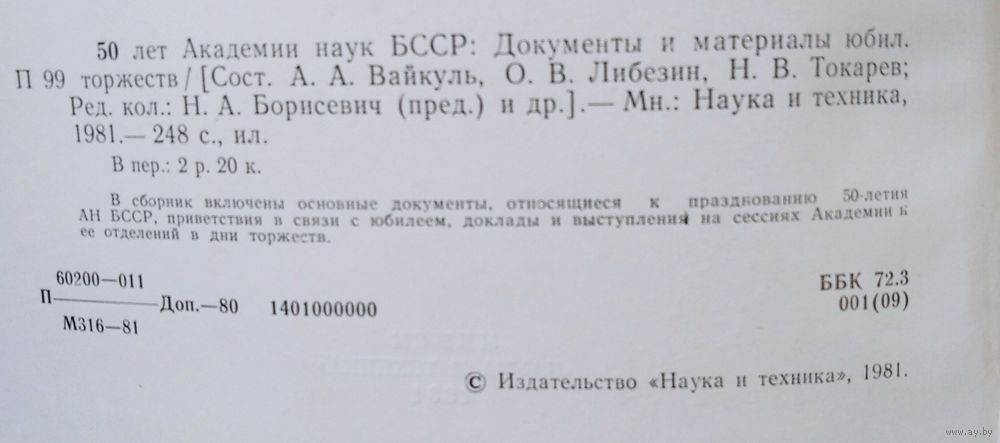 50 лет Академии наук БССР: Документы и материалы юбил.
П 99 торжеств / [Сост. А. А. Вайкуль, О. В. Либезин, Н. В. Токарев;
Ред. кол.: Н. А. Борисевич (пред.) и др.].— Мн.: Наука и техника,
1981.— 248 с., ил.
В пер.: 2 р. 20 к.
В сборник включены основные документы, относящиеся к празднованию 50-летия
АН БССР, приветствия в связи с юбилеем, доклады и выступления на сессиях Академии и
ее отделений в дни торжеств.
60200—011
П————Доп.—80 1401000000
М316—81
ББК 72.3
001(09)
© Издательство «Наука и техника», 1981.
www.ay.by